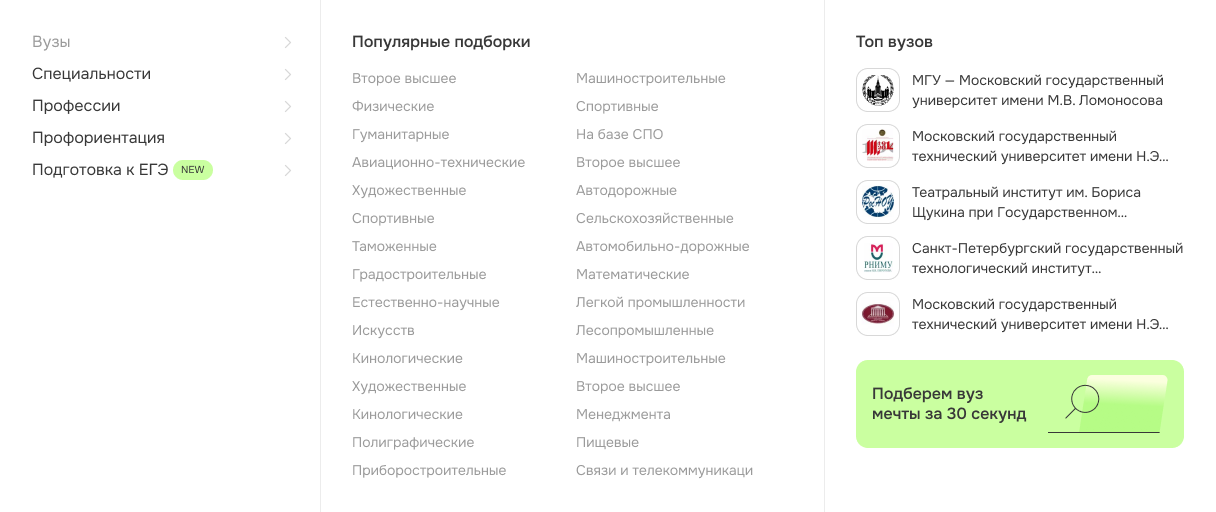 Вузы
Специальности
Профессии
Профориентация
Подготовка к ЕГЭ NEW
Популярные подборки
Второе высшее
Физические
Гуманитарные
Авиационно-технические
Художественные
Спортивные
Таможенные
Градостроительные
Естественно-научные
Искусств
Кинологические
Художественные
Кинологические
Полиграфические
Приборостроительные
Машиностроительные
Спортивные
На базе СПО
Второе высшее
Автодорожные
Сельскохозяйственные
Автомобильно-дорожные
Математические
Легкой промышленности
Лесопромышленные
Машиностроительные
Второе высшее
Менеджмента
Пищевые
Связи и телекоммуникаци
Топ вузов
МГУ — Московский государственный
университет имени М.В. Ломоносова
Московский государственный
технический университет имени Н.Э...
Театральный институт им. Бориса
Щукина при Государственном...
Санкт-Петербургский государственный
технологический институт...
РНИМУ
Московский государственный
технический университет имени Н.Э...
Подберем вуз
мечты за 30 секунд